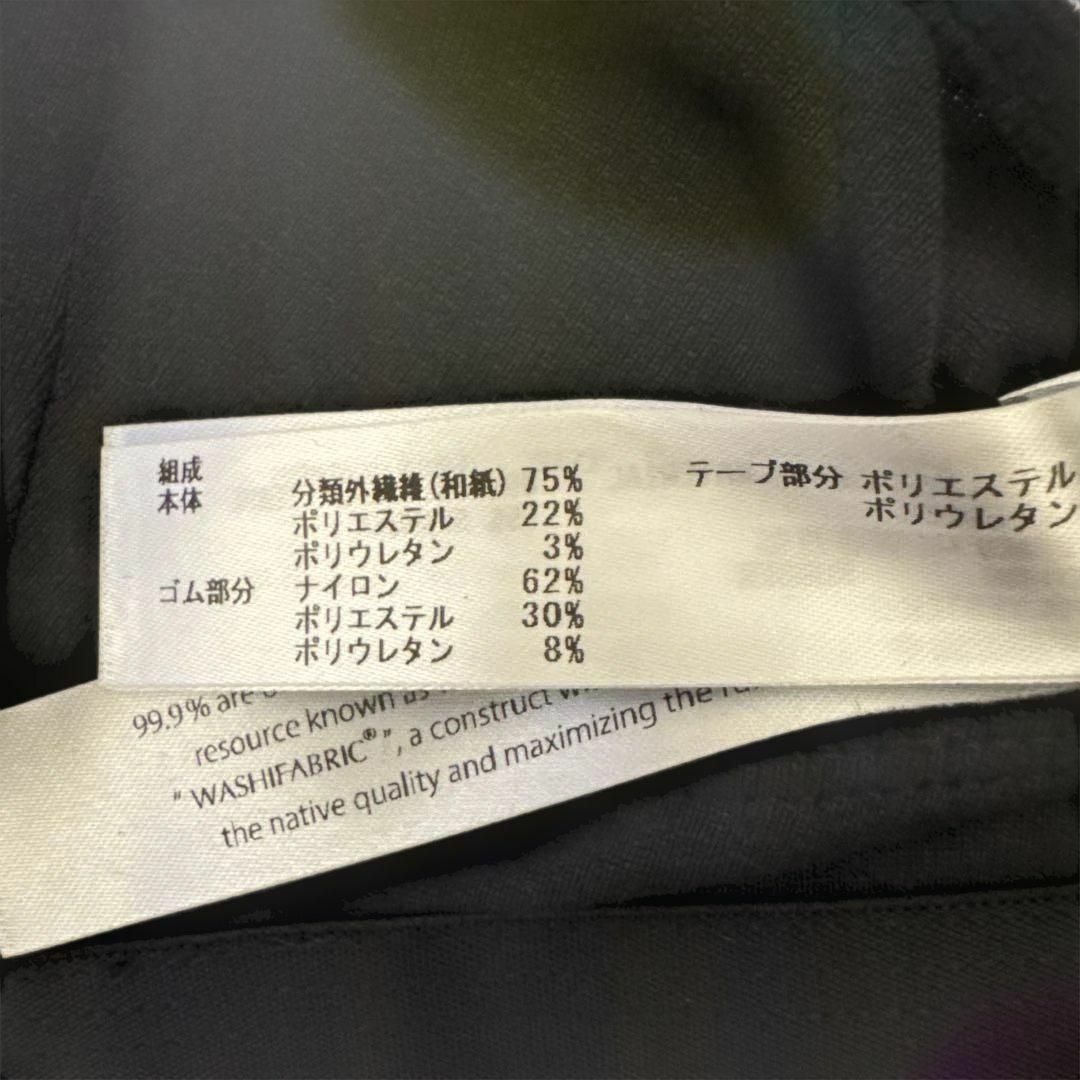 組成
本体 分類外繊維(和紙) 75%
ポリエステル 22%
ポリウレタン 3%
ゴム部分 ナイロン 62%
ポリエステル 30%
ポリウレタン 8%
テープ部分 ポリエステル
ポリウレタン
99.9% are
resource known as
"WASHIFABRIC®", a construct
the native quality and maximizing the